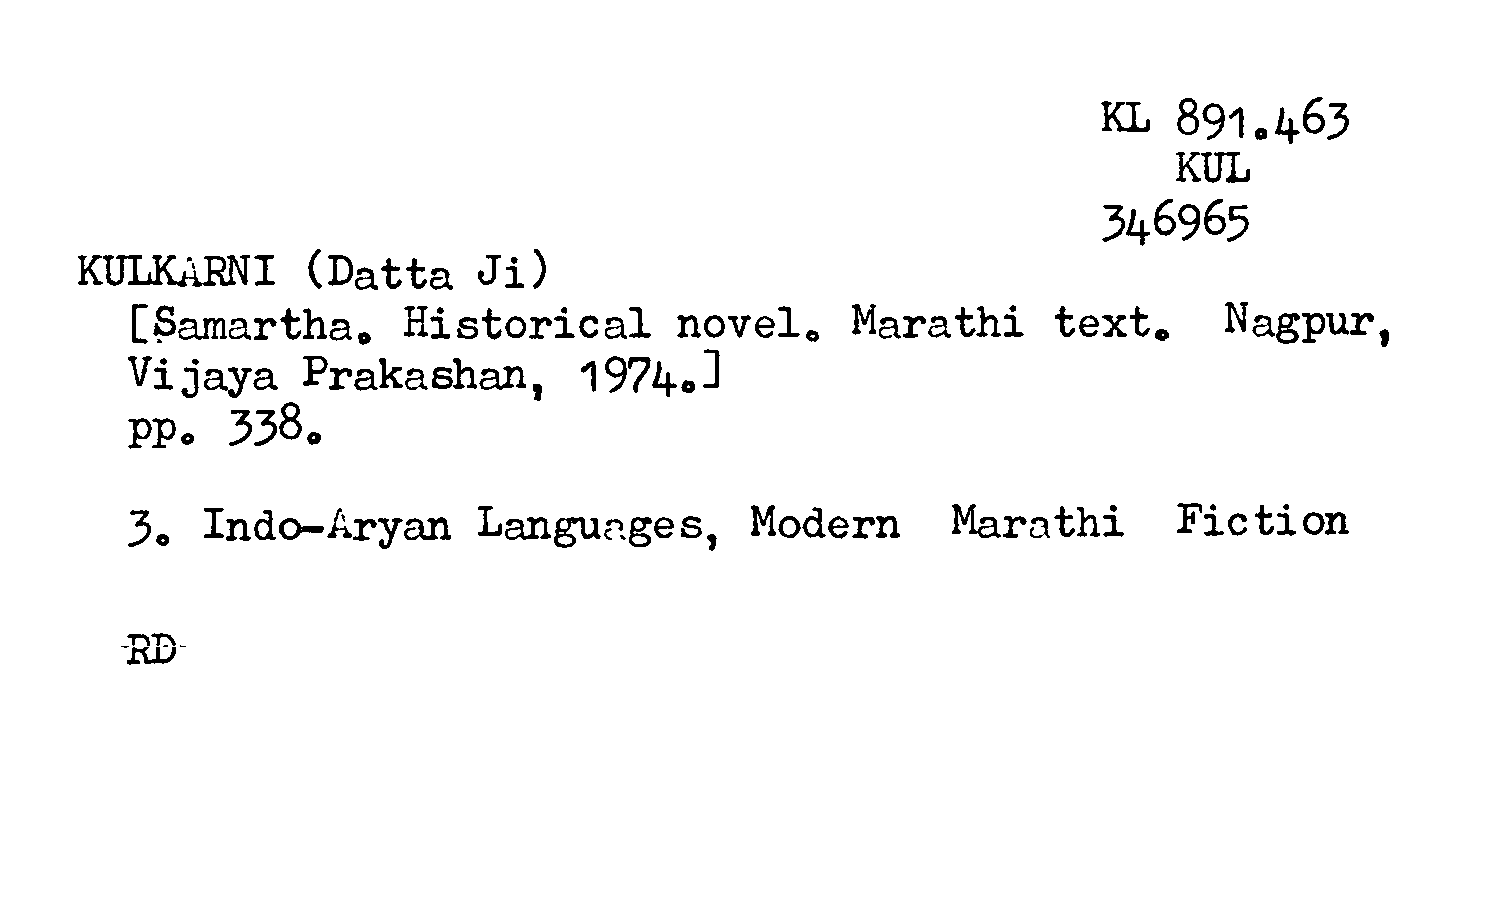 KL 891.463
KUL
346965
KULKARNI (Datta Ji)
[Samartha. Historical novel. Marathi text. Nagpur,
Vijaya Prakashan, 1974.]
pp. 338.
3. Indo-Aryan Languages, Modern Marathi Fiction
RD